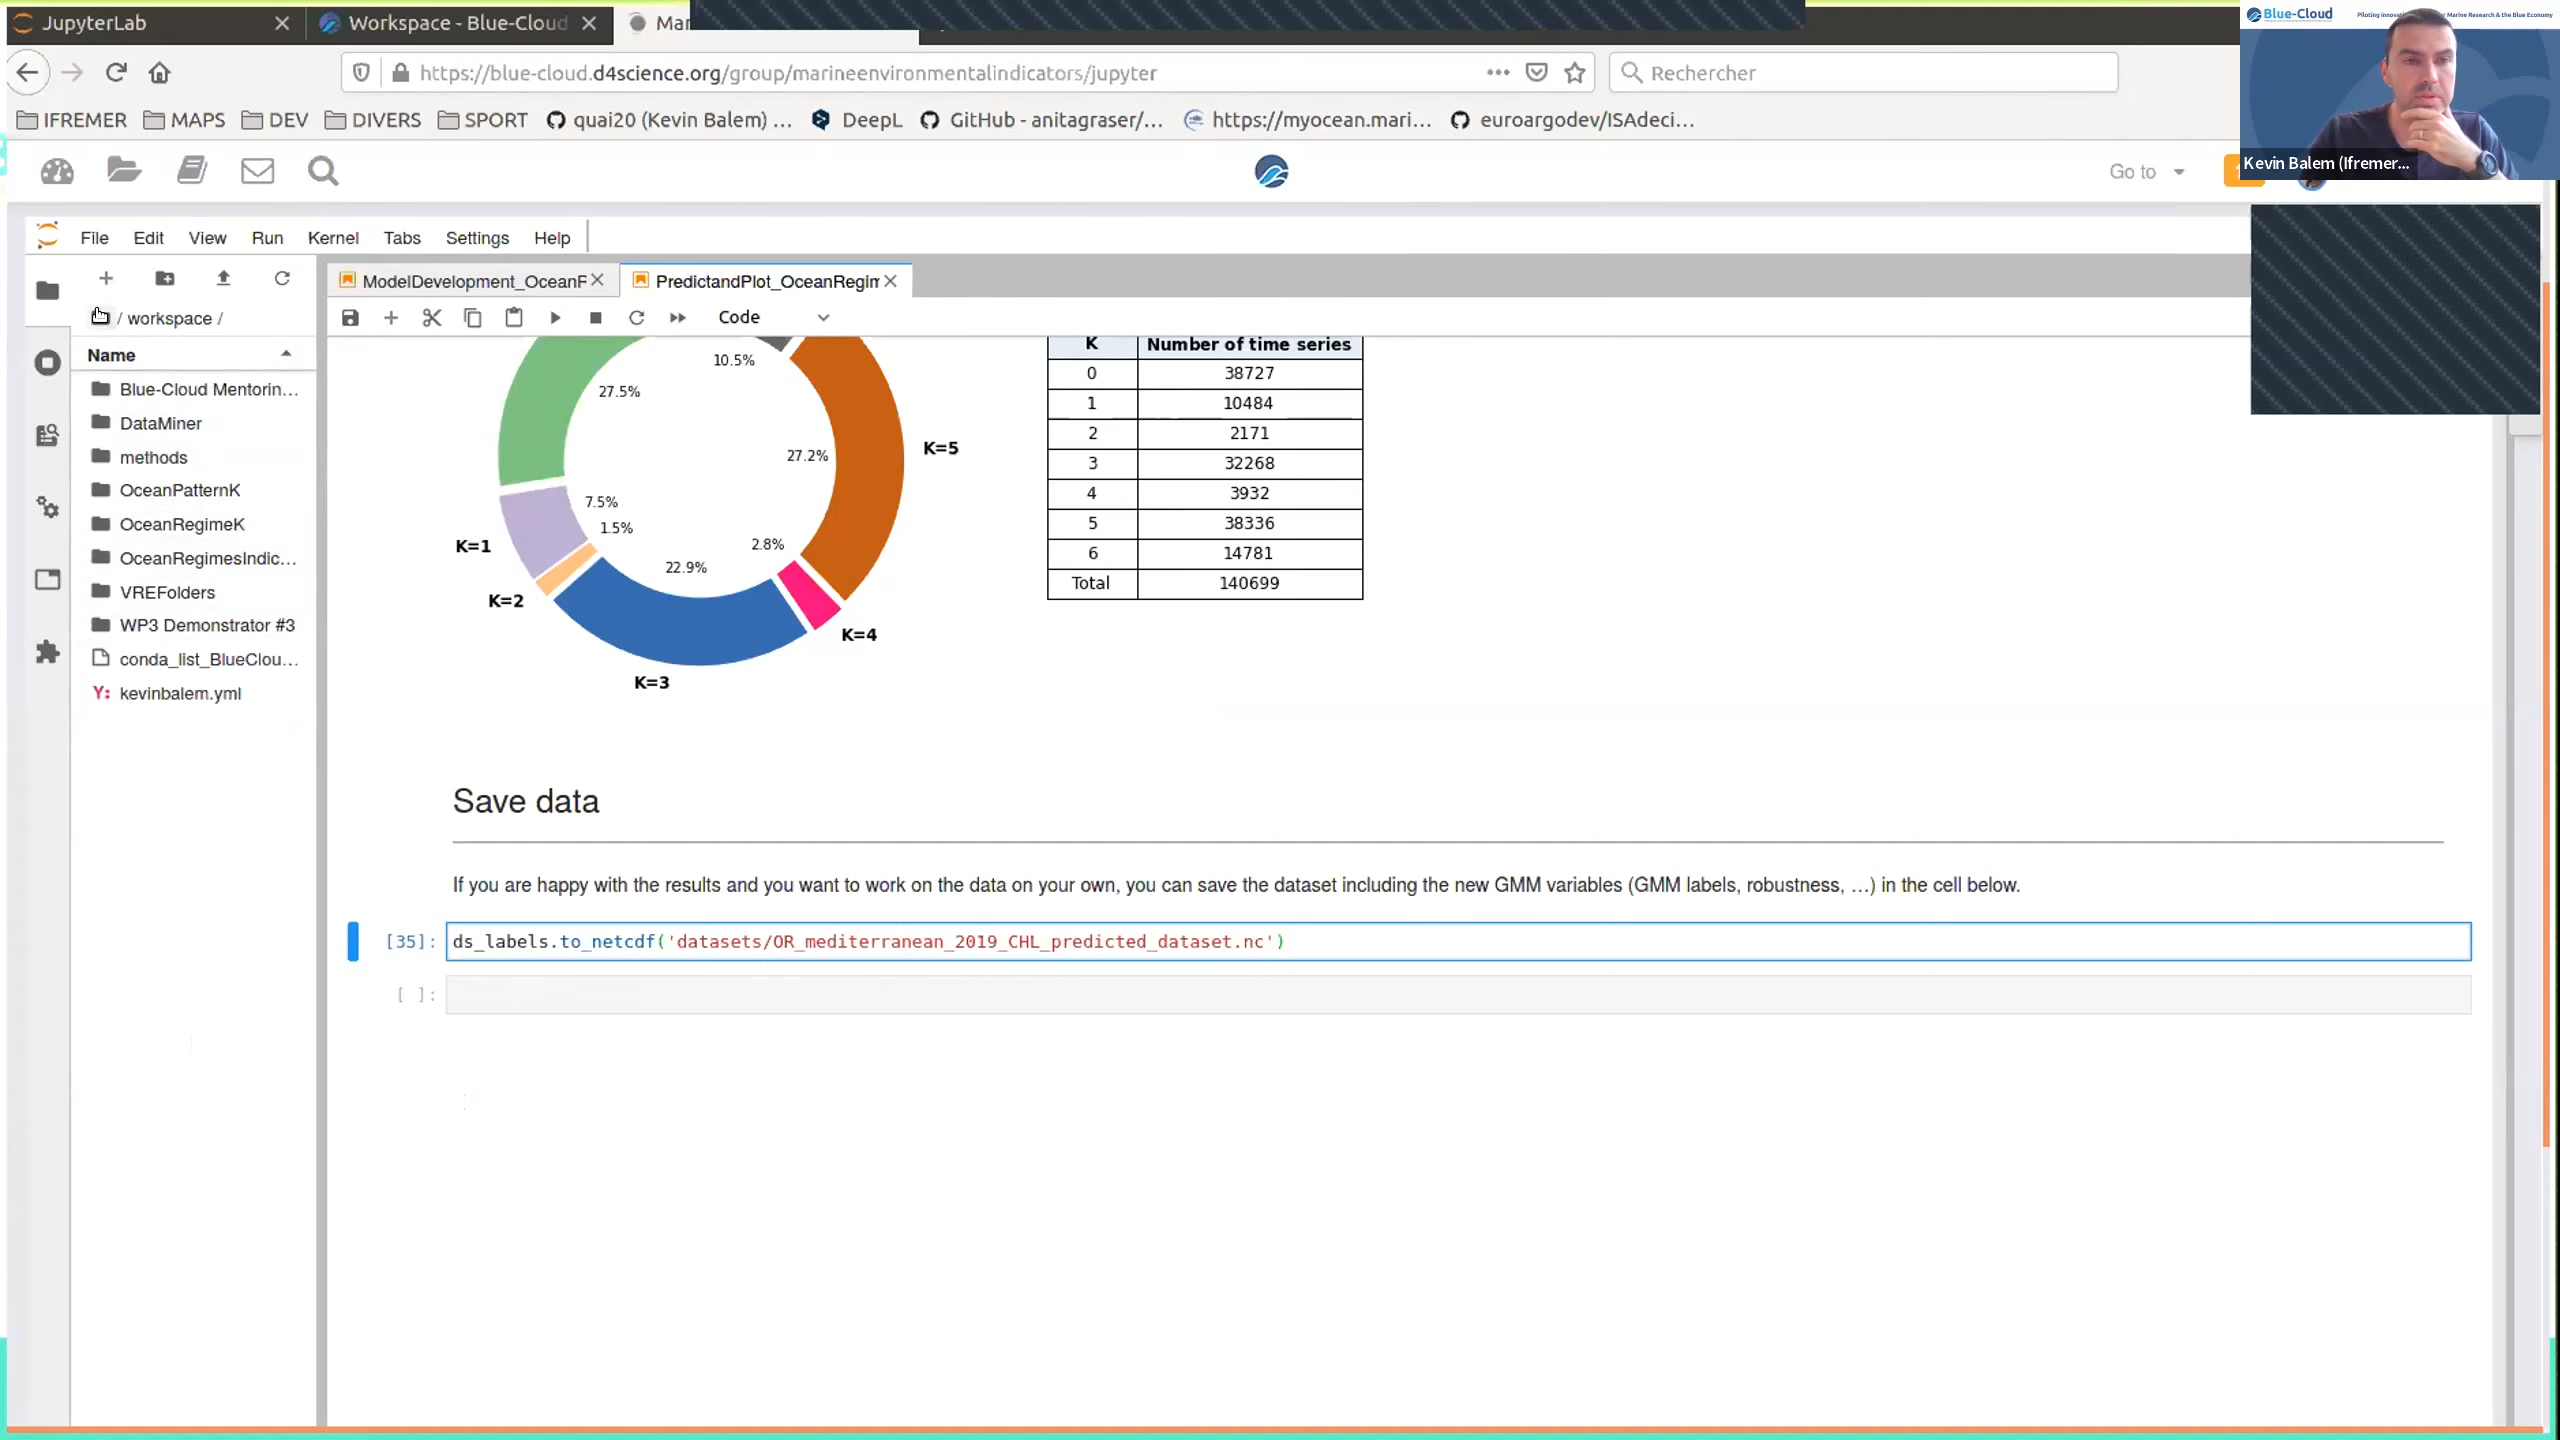 JupyterLab
Workspace - Blue-Cloud
Mar
Blue-Cloud
https://blue-cloud.d4science.org/group/marineenvironmentalindicators/jupyter
Rechercher
IFREMER MAPS DEV DIVERS SPORT quai20 (Kevin Balem) ... DeepL GitHub - anitagraser/... https://myocean.mari... euroargodev/ISAdeci...
Go to
Kevin Balem (Ifremer...
File Edit View Run Kernel Tabs Settings Help
ModelDevelopment_OceanP
PredictandPlot_OceanRegim
/ workspace /
Code
Name
Blue-Cloud Mentorin...
DataMiner
methods
OceanPatternK
OceanRegimeK
OceanRegimesIndic...
VREFolders
WP3 Demonstrator #3
conda_list_BlueClou...
Y: kevinbalem.yml
10.5%
27.5%
27.2%
K=5
7.5%
1.5%
2.8%
22.9%
K=1
K=2
K=4
K=3
K Number of time series
0 38727
1 10484
2 2171
3 32268
4 3932
5 38336
6 14781
Total 140699
Save data
If you are happy with the results and you want to work on the data on your own, you can save the dataset including the new GMM variables (GMM labels, robustness, ...) in the cell below.
[35]: ds_labels.to_netcdf('datasets/OR_mediterranean_2019_CHL_predicted_dataset.nc')
[ ]: